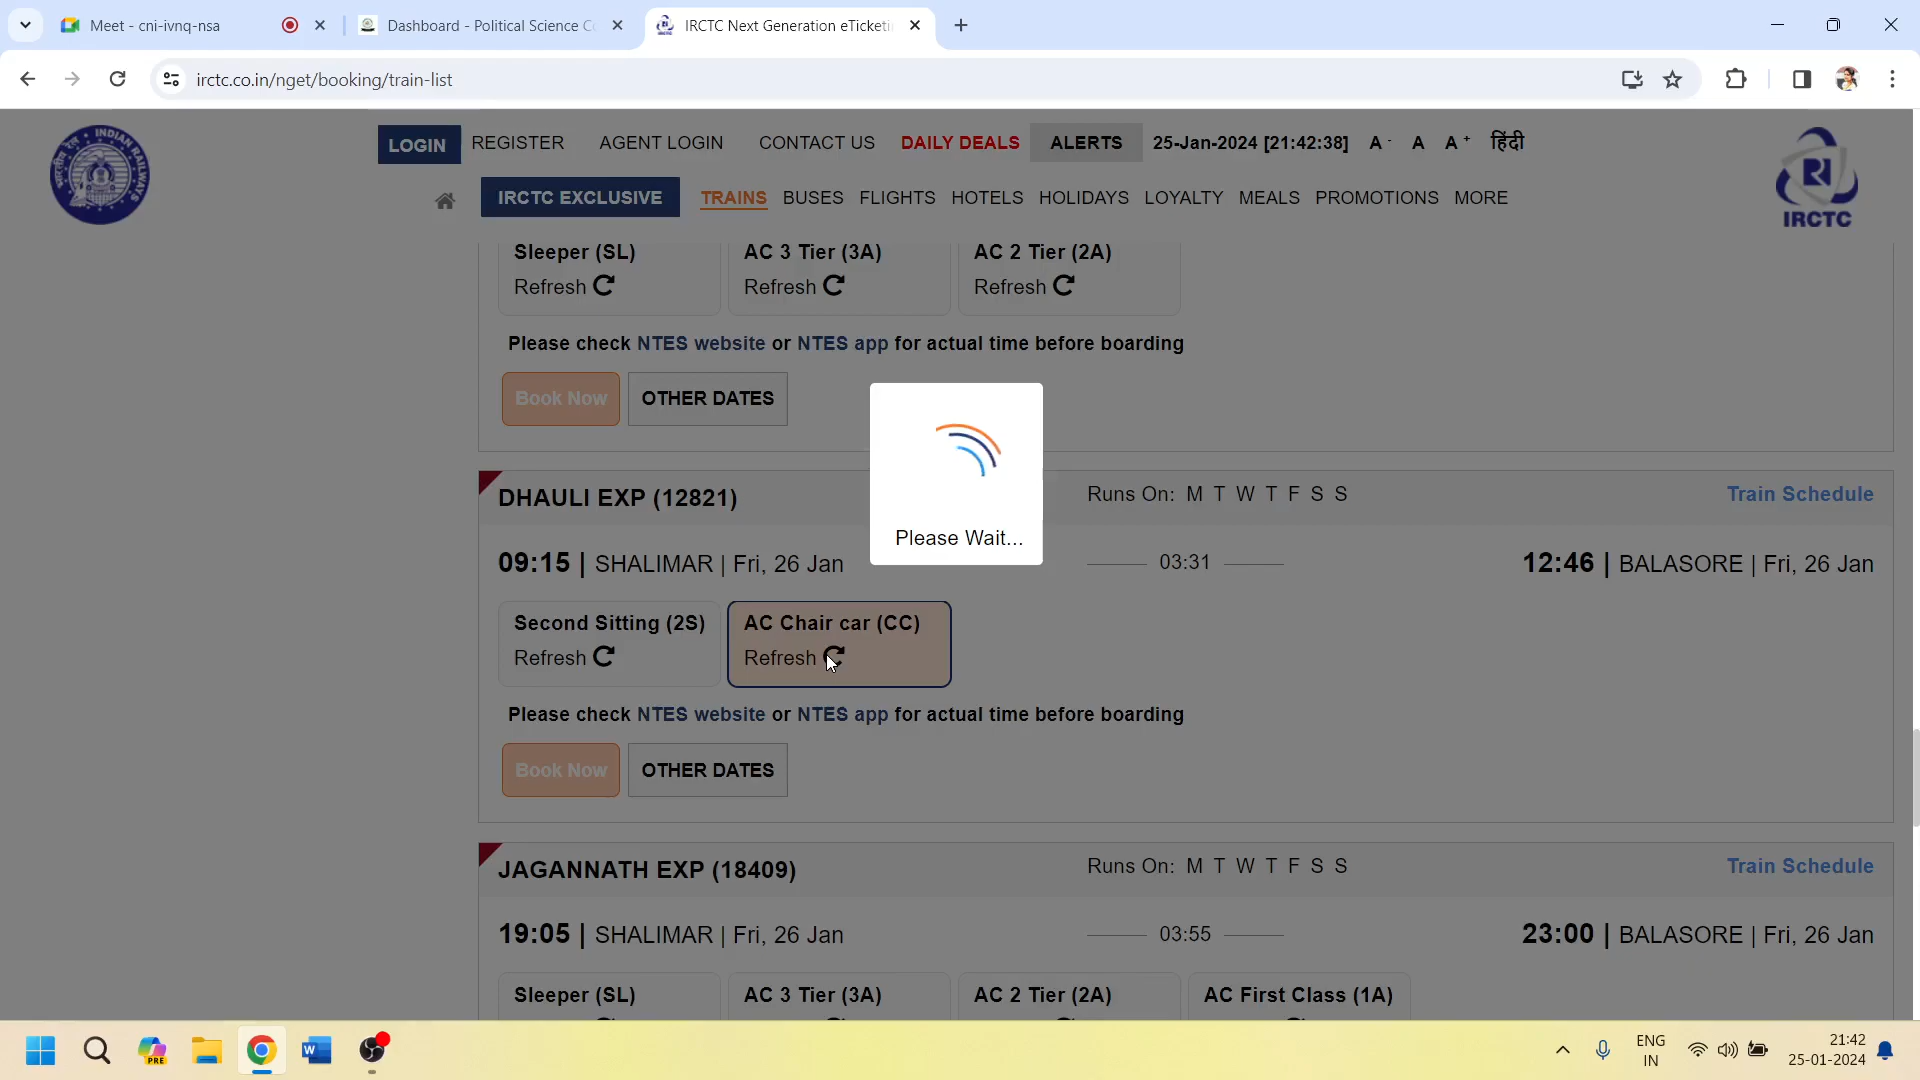 Meet - cni-ivnq-nsa
Dashboard - Political Science Co
IRCTC Next Generation eTicketi
irctc.co.in/nget/booking/train-list
INDIAN
RAILWAYS
LOGIN REGISTER AGENT LOGIN CONTACT US DAILY DEALS ALERTS 25-Jan-2024 [21:42:38] A- A A+ हिंदी
IRCTC
IRCTC EXCLUSIVE TRAINS BUSES FLIGHTS HOTELS HOLIDAYS LOYALTY MEALS PROMOTIONS MORE
Sleeper (SL) AC 3 Tier (3A) AC 2 Tier (2A)
Refresh Refresh Refresh
Please check NTES website or NTES app for actual time before boarding
Book Now OTHER DATES
Please Wait...
DHAULI EXP (12821) Runs On: M T W T F S S Train Schedule
09:15 | SHALIMAR | Fri, 26 Jan 03:31 12:46 | BALASORE | Fri, 26 Jan
Second Sitting (2S) AC Chair car (CC)
Refresh Refresh
Please check NTES website or NTES app for actual time before boarding
Book Now OTHER DATES
JAGANNATH EXP (18409) Runs On: M T W T F S S Train Schedule
19:05 | SHALIMAR | Fri, 26 Jan 03:55 23:00 | BALASORE | Fri, 26 Jan
Sleeper (SL) AC 3 Tier (3A) AC 2 Tier (2A) AC First Class (1A)
PRE
W
ENG
IN
21:42
25-01-2024